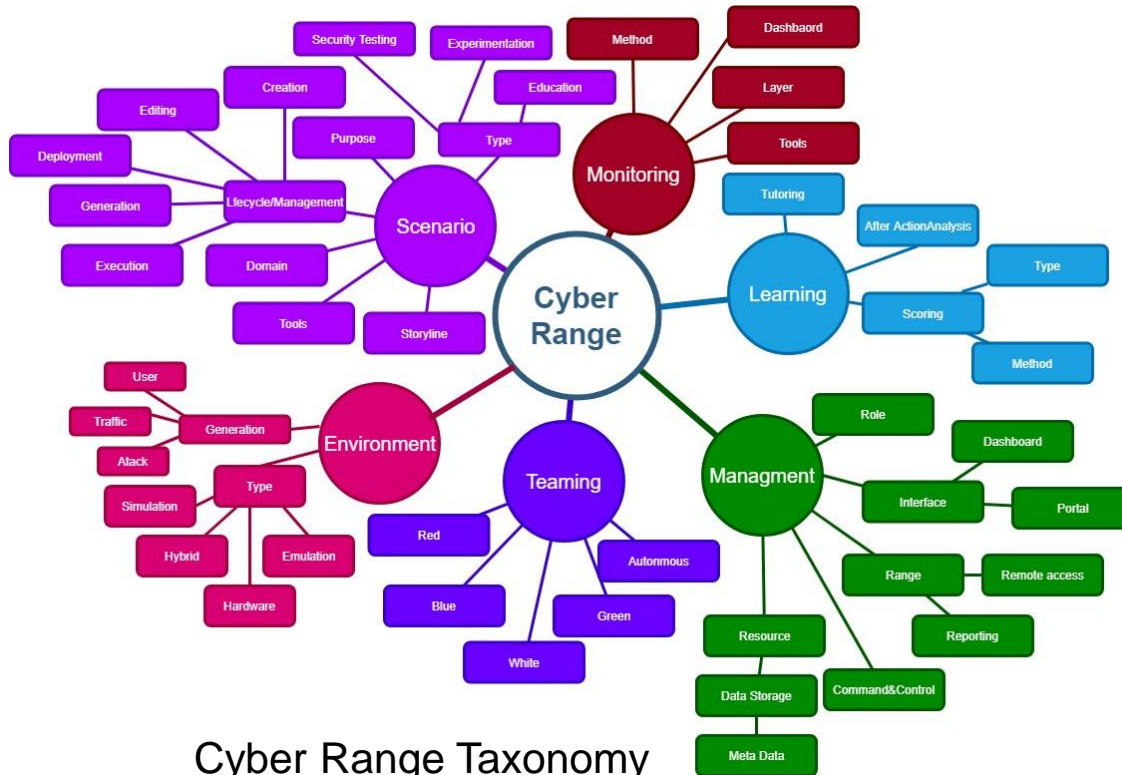 Security Testing
Experimentation
Education
Creation
Editing
Purpose
Type
Deployment
Generation
Lfecycle/Management
Execution
Domain
Tools
Storyline
Scenario
Method
Dashbaord
Layer
Tools
Monitoring
Cyber
Range
Tutoring
After ActionAnalysis
Type
Learning
Scoring
Method
User
Traffic
Generation
Atack
Environment
Type
Simulation
Hybrid
Emulation
Hardware
Teaming
Red
Autonmous
Blue
Green
White
Role
Dashboard
Managment
Interface
Portal
Range
Remote access
Resource
Reporting
Data Storage
Command&Control
Meta Data
Cyber Range Taxonomy